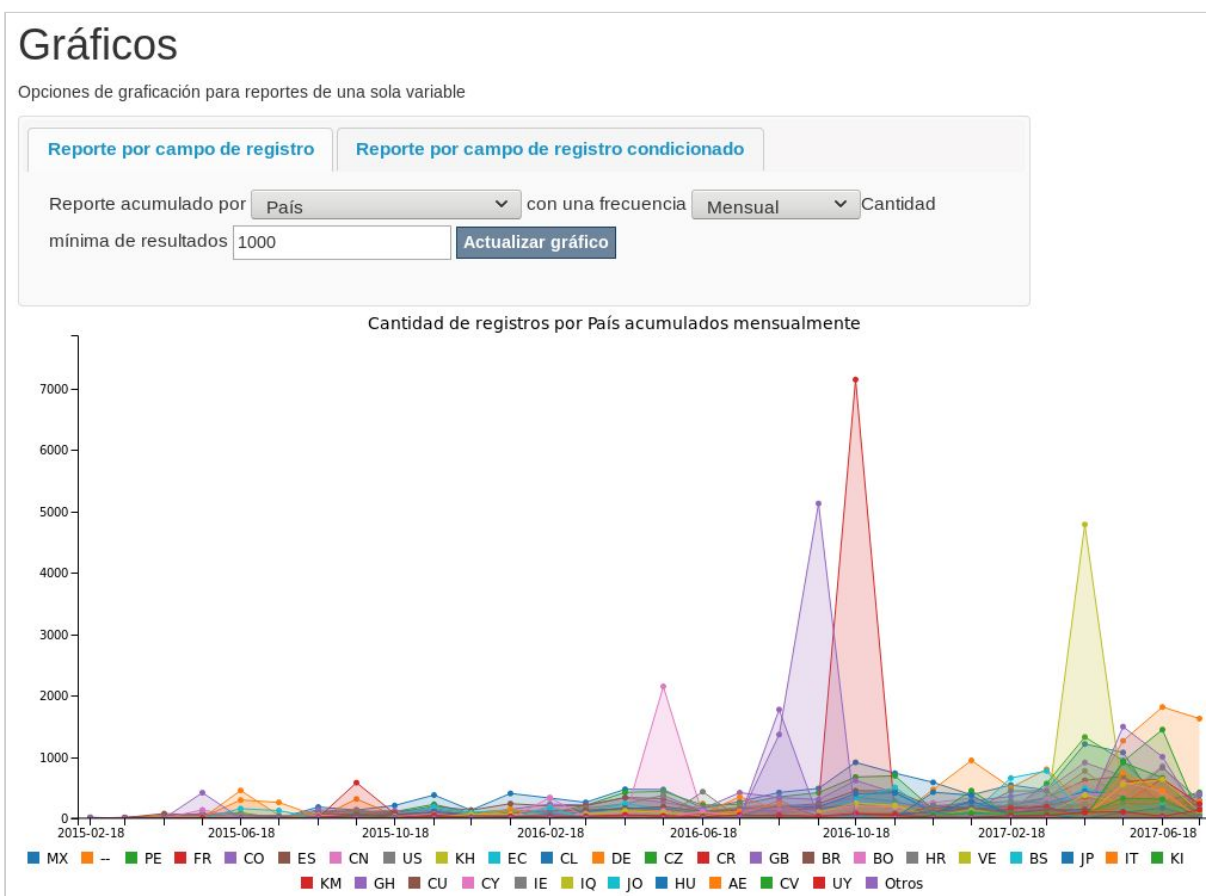 Gráficos
Opciones de graficación para reportes de una sola variable
Reporte por campo de registro
Reporte por campo de registro condicionado
Reporte acumulado por País con una frecuencia Mensual Cantidad
mínima de resultados 1000 Actualizar gráfico
Cantidad de registros por País acumulados mensualmente
7000
6000
5000
4000
3000
2000
1000
0
2015-02-18 2015-06-18 2015-10-18 2016-02-18 2016-06-18 2016-10-18 2017-02-18 2017-06-18
MX -- PE FR CO ES CN US KH EC CL DE CZ CR GB BR BO HR VE BS JP IT KI
KM GH CU CY IE IQ JO HU AE CV UY Otros